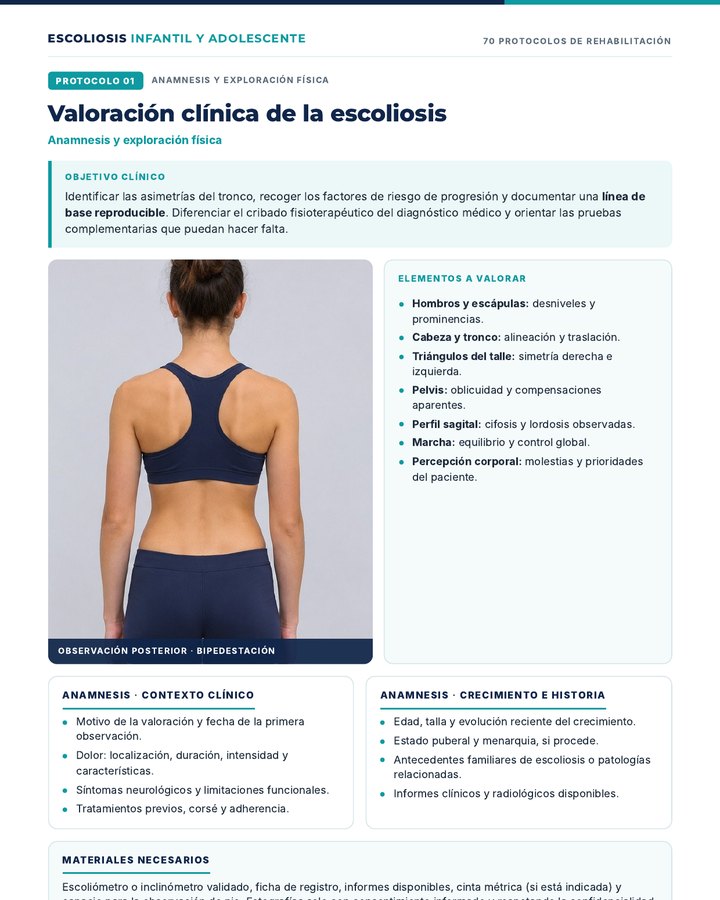 ESCOLIOSIS INFANTIL Y ADOLESCENTE
70 PROTOCOLOS DE REHABILITACIÓN
PROTOCOLO 01
ANAMNESIS Y EXPLORACIÓN FÍSICA
Valoración clínica de la escoliosis
Anamnesis y exploración física
OBJETIVO CLÍNICO
Identificar las asimetrías del tronco, recoger los factores de riesgo de progresión y documentar una línea de
base reproducible. Diferenciar el cribado fisioterapéutico del diagnóstico médico y orientar las pruebas
complementarias que puedan hacer falta.
OBSERVACIÓN POSTERIOR · BIPEDESTACIÓN
ELEMENTOS A VALORAR
Hombros y escápulas: desniveles y
prominencias.
Cabeza y tronco: alineación y traslación.
Triángulos del talle: simetría derecha e
izquierda.
Pelvis: oblicuidad y compensaciones
aparentes.
Perfil sagital: cifosis y lordosis observadas.
Marcha: equilibrio y control global.
Percepción corporal: molestias y prioridades
del paciente.
ANAMNESIS · CONTEXTO CLÍNICO
Motivo de la valoración y fecha de la primera
observación.
Dolor: localización, duración, intensidad y
características.
Síntomas neurológicos y limitaciones funcionales.
Tratamientos previos, corsé y adherencia.
ANAMNESIS · CRECIMIENTO E HISTORIA
Edad, talla y evolución reciente del crecimiento.
Estado puberal y menarquia, si procede.
Antecedentes familiares de escoliosis o patologías
relacionadas.
Informes clínicos y radiológicos disponibles.
MATERIALES NECESARIOS
Escoliómetro o inclinómetro validado, ficha de registro, informes disponibles, cinta métrica (si está indicada) y